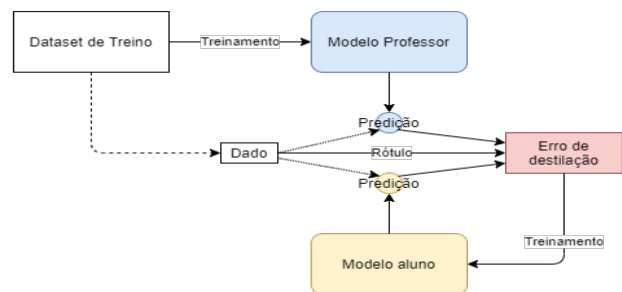 Dataset de Treino
Treinamento
Modelo Professor
Predição
Dado
Rótulo
Erro de
destilação
Predição
Treinamento
Modelo aluno